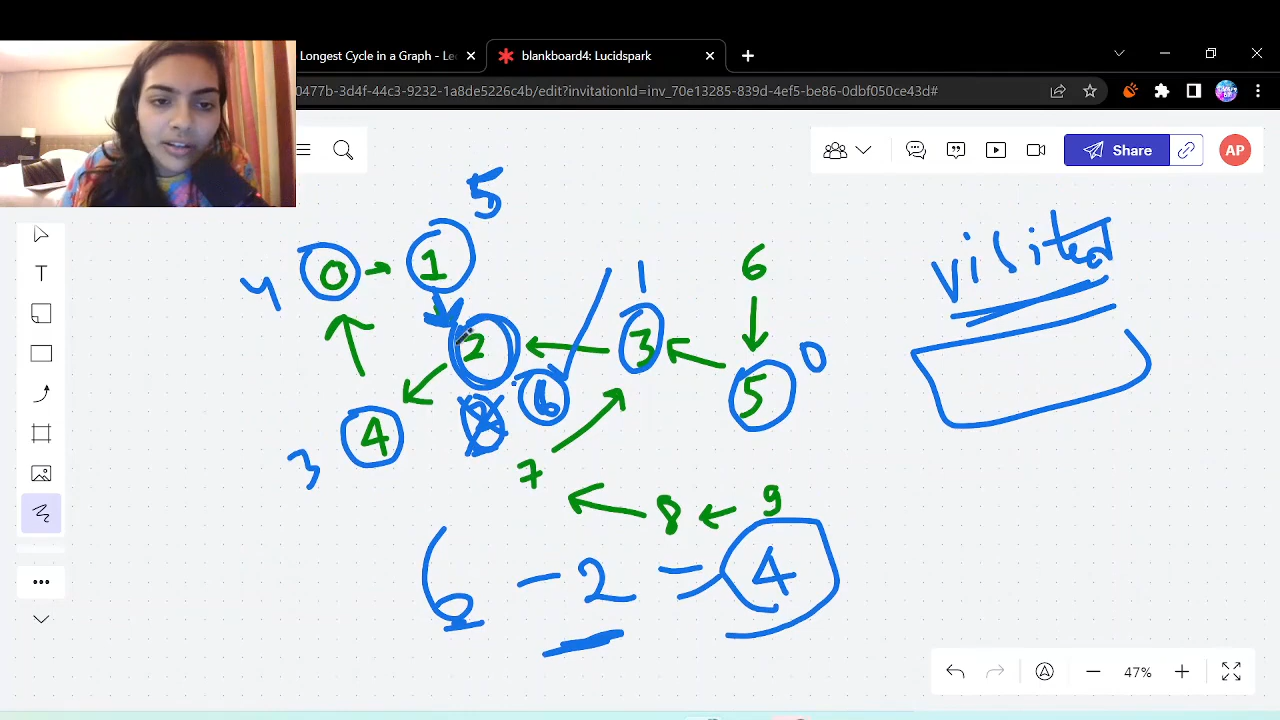 Longest Cycle in a Graph - Le
blankboard4: Lucidspark
0477b-3d4f-44c3-9232-1a8de5226c4b/edit?invitationId=inv_70e13285-839d-4ef5-be86-0dbf050ce43d#
Share
AP
T
5
visited
4 0 1
1
6
2 3
6
5 0
3 4
7
8 9
6 - 2 = 4
47%